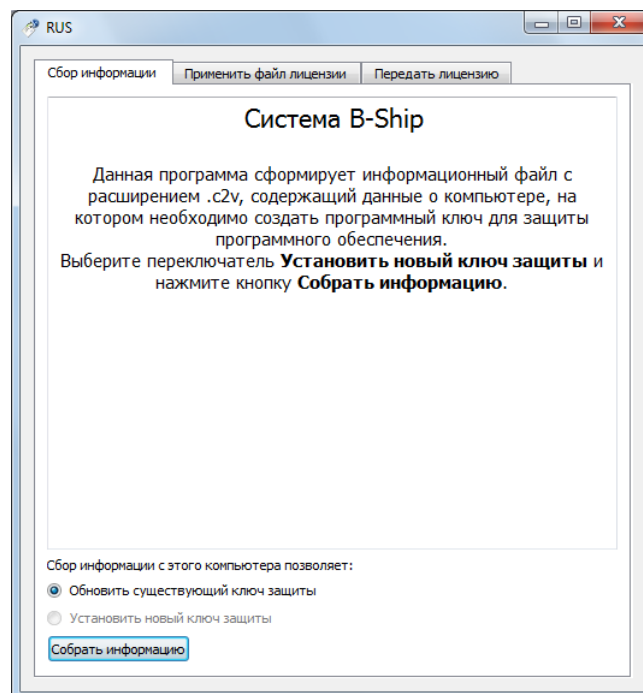 RUS
Сбор информации Применить файл лицензии Передать лицензию
Система B-Ship
Данная программа сформирует информационный файл с
расширением .c2v, содержащий данные о компьютере, на
котором необходимо создать программный ключ для защиты
программного обеспечения.
Выберите переключатель Установить новый ключ защиты и
нажмите кнопку Собрать информацию.
Сбор информации с этого компьютера позволяет:
Обновить существующий ключ защиты
Установить новый ключ защиты
Собрать информацию